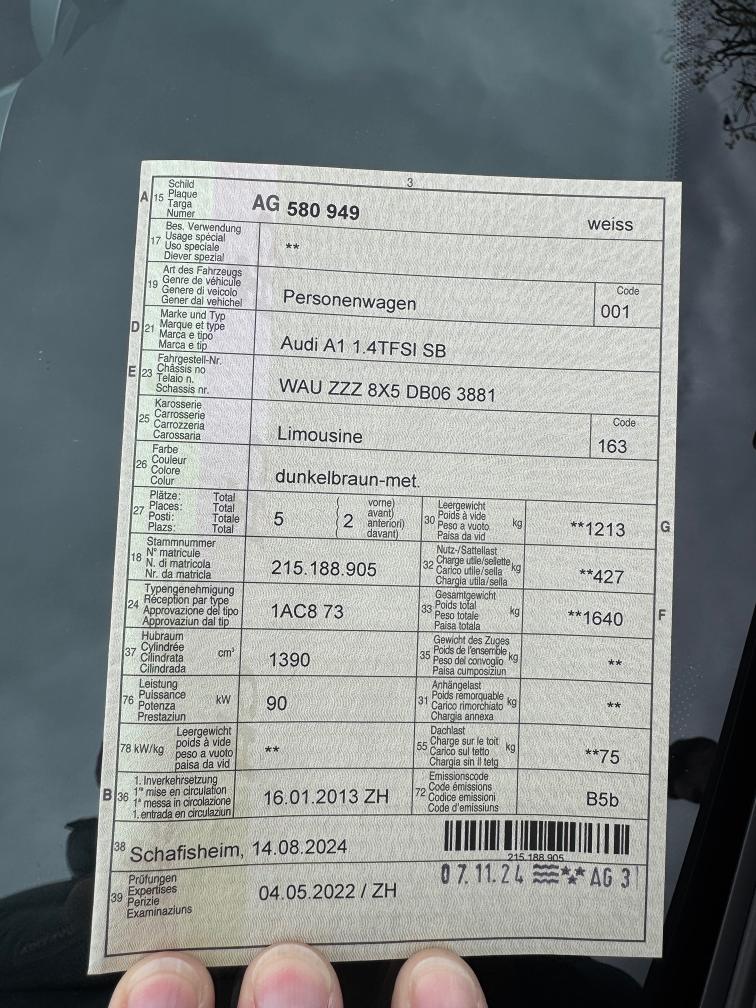 3
A 15 Schild
Plaque
Targa
Numer
AG 580 949 weiss
17 Bes. Verwendung
Usage spécial
Uso speciale
Diever spezial
**
19 Art des Fahrzeugs
Genre de véhicule
Genere di veicolo
Gener dal vehichel
Personenwagen
Code
001
D 21 Marke und Typ
Marque et type
Marca e tipo
Marca e tip
Audi A1 1.4TFSI SB
E 23 Fahrgestell-Nr.
Châssis no
Telaio n.
Schassis nr.
WAU ZZZ 8X5 DB06 3881
25 Karosserie
Carrosserie
Carrozzeria
Carossaria
Limousine
Code
163
26 Farbe
Couleur
Colore
Colur
dunkelbraun-met.
27 Plätze: Total
Places: Total
Posti: Totale
Plazs: Total
5 ( 2 vorne)
avant)
anteriori)
davant)
30 Leergewicht
Poids à vide
Peso a vuoto
Paisa da vid
kg
**1213
G
18 Stammnummer
N° matricule
N. di matricola
Nr. da matricla
215.188.905
32 Nutz-/Sattellast
Charge utile/sellette
Carico utile/sella
Chargia utila/sella
kg
**427
24 Typengenehmigung
Réception par type
Approvazione del tipo
Approvaziun dal tip
1AC8 73
33 Gesamtgewicht
Poids total
Peso totale
Paisa totala
kg
**1640
F
37 Hubraum
Cylindrée
Cilindrata
Cilindrada
cm³
1390
35 Gewicht des Zuges
Poids de l'ensemble
Peso del convoglio
Paisa cumposiziun
kg
**
76 Leistung
Puissance
Potenza
Prestaziun
kW
90
31 Anhängelast
Poids remorquable
Carico rimorchiato
Chargia annexa
kg
**
78 kW/kg Leergewicht
poids à vide
peso a vuoto
paisa da vid
**
55 Dachlast
Charge sur le toit
Carico sul tetto
Chargia sin il tetg
kg
**75
B 36 1. Inverkehrsetzung
1re mise en circulation
1a messa in circolazione
1. entrada en circulaziun
16.01.2013 ZH
72 Emissionscode
Code émissions
Codice emissioni
Code d'emissiuns
B5b
38 Schafisheim, 14.08.2024
215.188.905
39 Prüfungen
Expertises
Perizie
Examinaziuns
04.05.2022 / ZH
07.11.24 AG 3